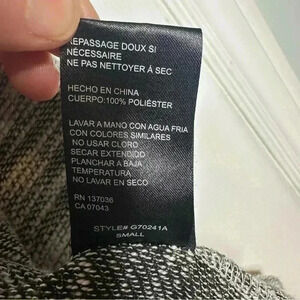 REPASSAGE DOUX SI
NÉCESSAIRE
NE PAS NETTOYER À SEC
HECHO EN CHINA
CUERPO:100% POLIÉSTER
LAVAR A MANO CON AGUA FRIA
CON COLORES SIMILARES
NO USAR CLORO
SECAR EXTENDIDO
PLANCHAR A BAJA
TEMPERATURA
NO LAVAR EN SECO
RN 137036
CA 07043
STYLE# G70241A
SMALL